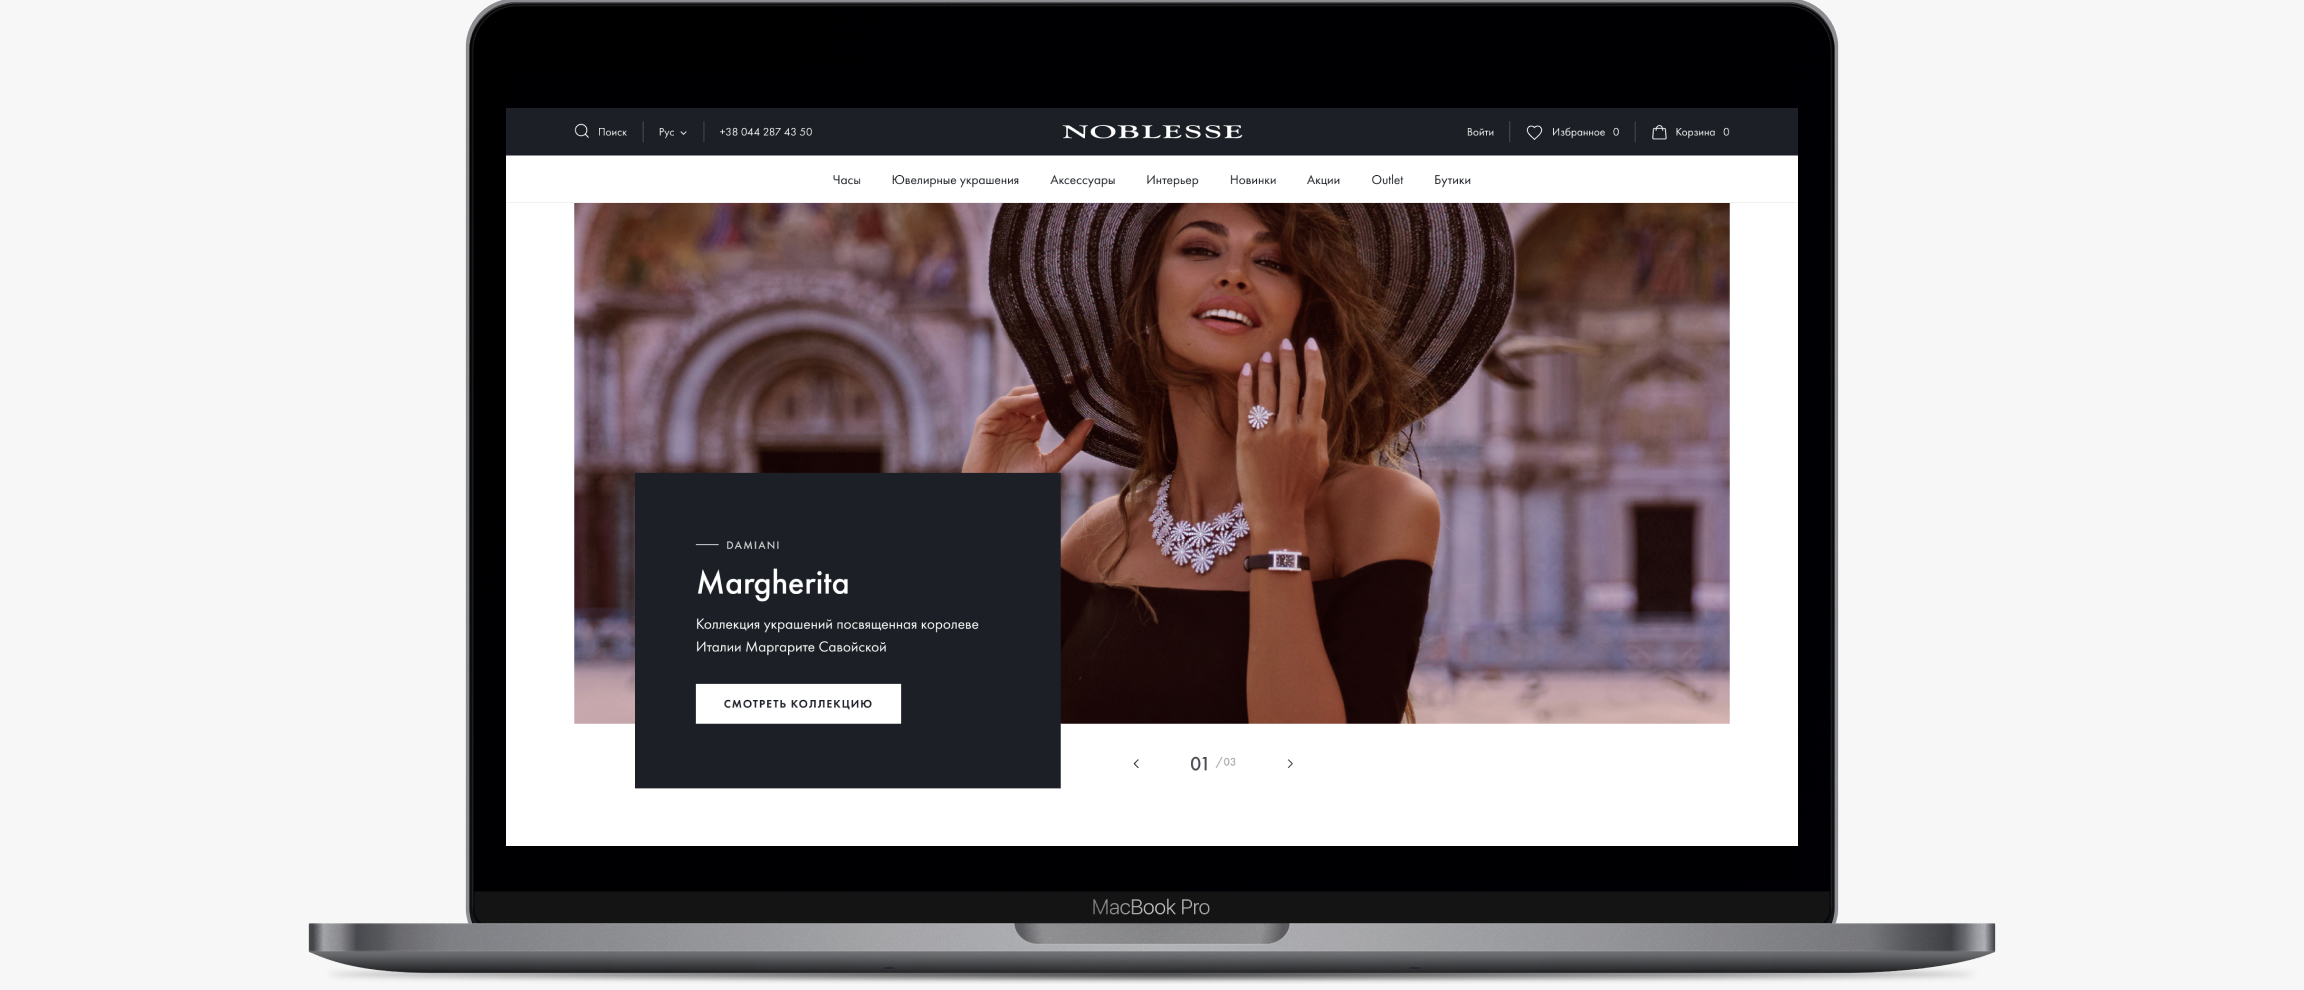 Поиск
Рус
+38 044 287 43 50
NOBLESSE
Войти
Избранное 0
Корзина 0
Часы
Ювелирные украшения
Аксессуары
Интерьер
Новинки
Акции
Outlet
Бутики
DAMIANI
Margherita
Коллекция украшений посвященная королеве
Италии Маргарите Савойской
СМОТРЕТЬ КОЛЛЕКЦИЮ
01 /03
MacBook Pro